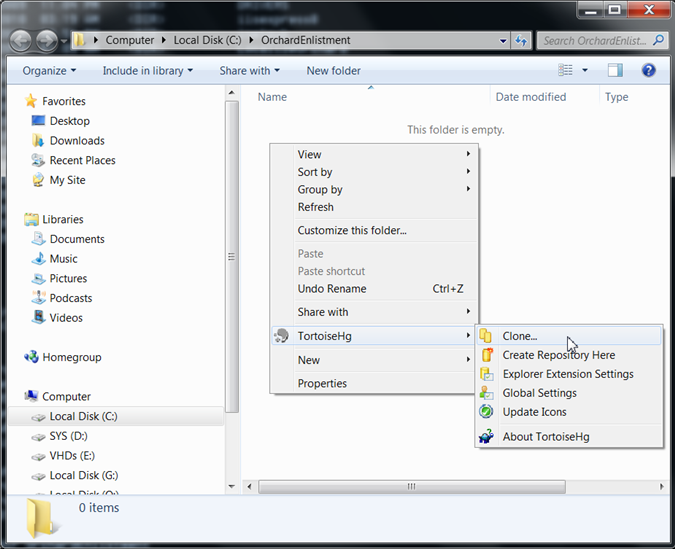 Computer ▸ Local Disk (C:) ▸ OrchardEnlistment
Search OrchardEnlist...
Organize Include in library Share with New folder
Name Date modified Type
This folder is empty.
Favorites
Desktop
Downloads
Recent Places
My Site
Libraries
Documents
Music
Pictures
Podcasts
Videos
Homegroup
Computer
Local Disk (C:)
SYS (D:)
VHDs (E:)
Local Disk (G:)
View
Sort by
Group by
Refresh
Customize this folder...
Paste
Paste shortcut
Undo Rename Ctrl+Z
Share with
TortoiseHg
New
Properties
Clone...
Create Repository Here
Explorer Extension Settings
Global Settings
Update Icons
About TortoiseHg
0 items